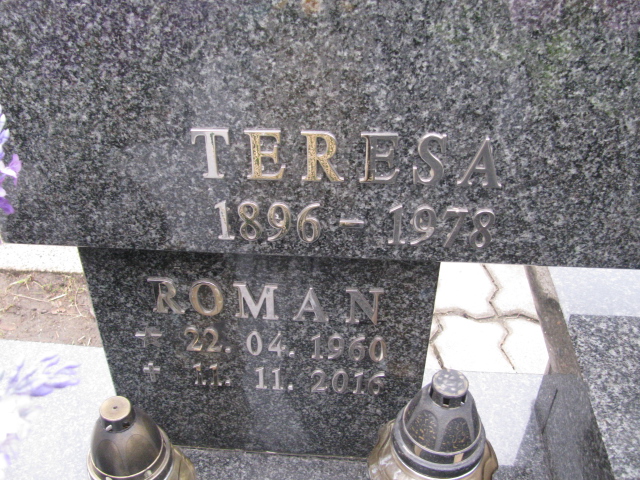 TERESA
1896 - 1978
ROMAN
+ 22. 04. 1960
+ 11. 11. 2016